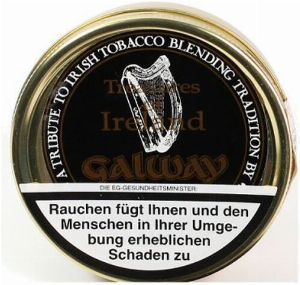 A TRIBUTE TO IRISH TOBACCO BLENDING TRADITION BY
Treasures
of
Ireland
GALWAY
DIE EG-GESUNDHEITSMINISTER:
Rauchen fügt Ihnen und den
Menschen in Ihrer Umge-
bung erheblichen
Schaden zu